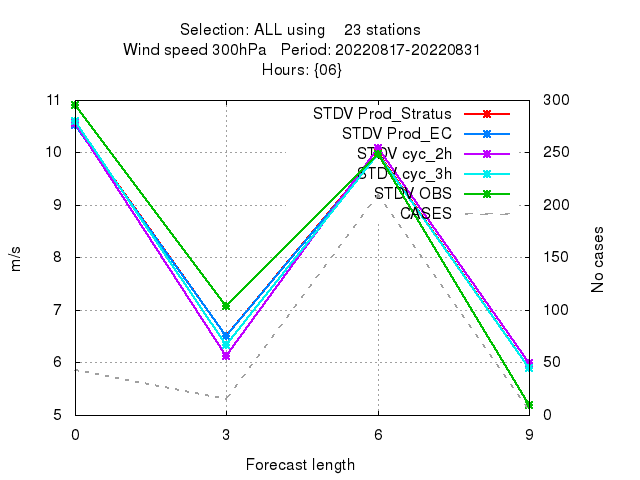 Selection: ALL using 23 stations
Wind speed 300hPa Period: 20220817-20220831
Hours: {06}
11 300
STDV Prod_Stratus
STDV Prod_EC
10 STDV cyc_2h 250
STDV cyc_3h
STDV OBS
9 CASES 200
8 150
7 100
6 50
5 0
m/s
No cases
0 3 6 9
Forecast length